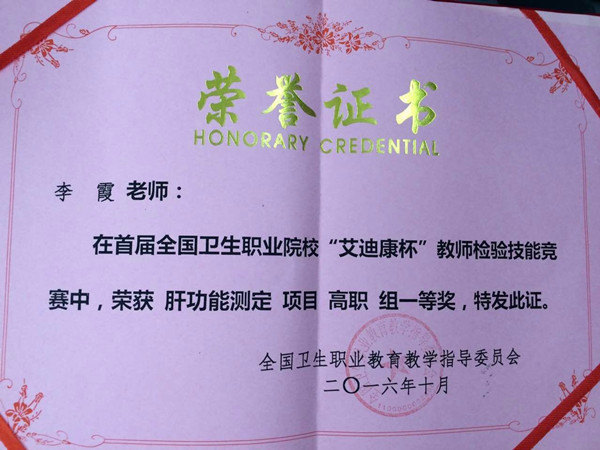 荣誉证书
HONORARY CREDENTIAL
李 霞 老师：
在首届全国卫生职业院校“艾迪康杯”教师检验技能竞
赛中，荣获 肝功能测定 项目 高职 组一等奖，特发此证。
全国卫生职业教育教学指导委员会
二〇一六年十月